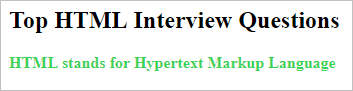 Top HTML Interview Questions
HTML stands for Hypertext Markup Language